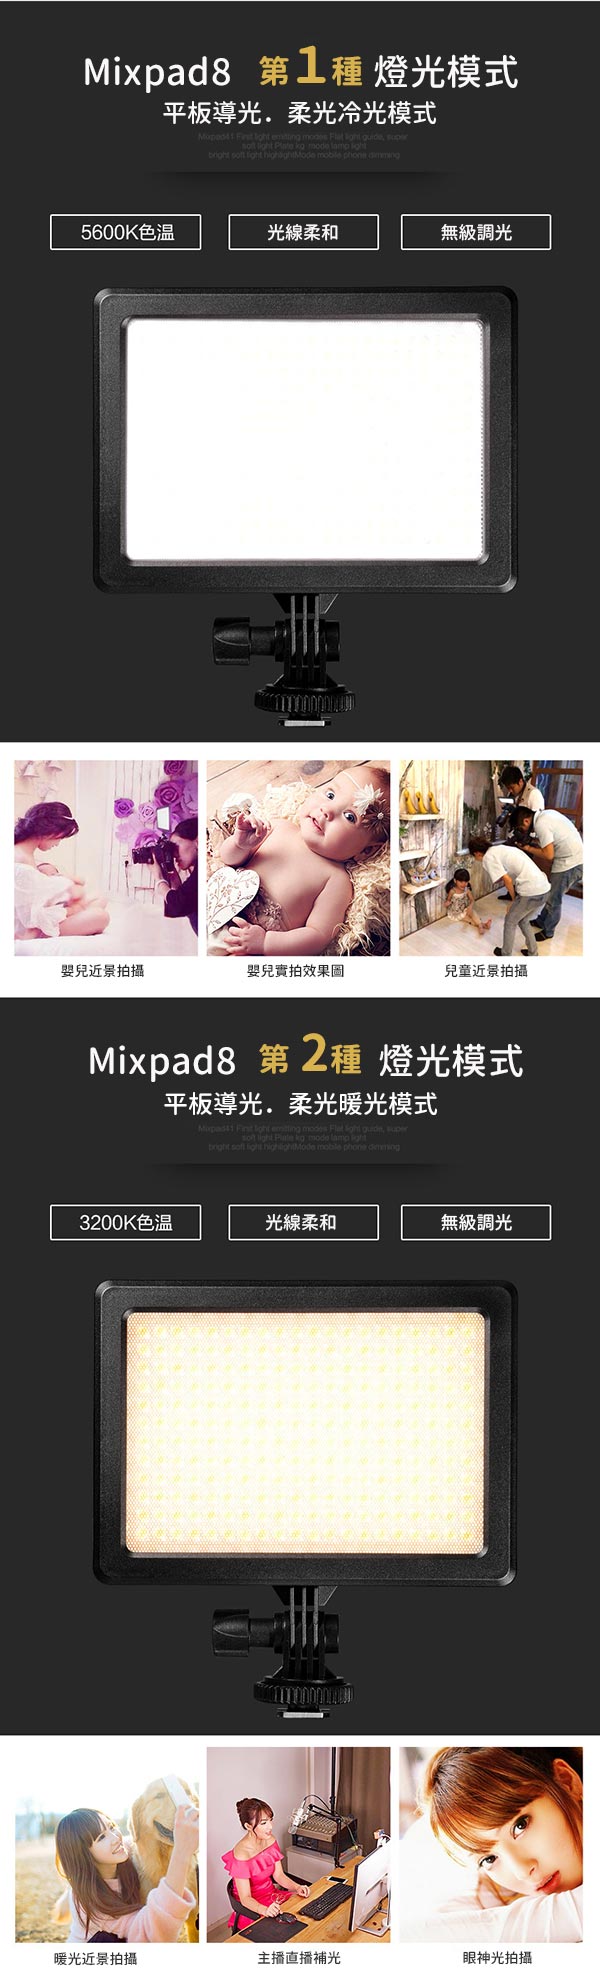 Mixpad8 第1種 燈光模式
平板導光．柔光冷光模式
Mixpad41 First light emitting modes Flat light guide, super
soft light Plate kg mode lamp light
bright soft light highlightMode mobile phone dimming
5600K色温
光線柔和
無級調光
嬰兒近景拍攝
嬰兒實拍效果圖
兒童近景拍攝
Mixpad8 第2種 燈光模式
平板導光．柔光暖光模式
Mixpad41 First light emitting modes Flat light guide, super
soft light Plate kg mode lamp light
bright soft light highlightMode mobile phone dimming
3200K色温
光線柔和
無級調光
暖光近景拍攝
主播直播補光
眼神光拍攝